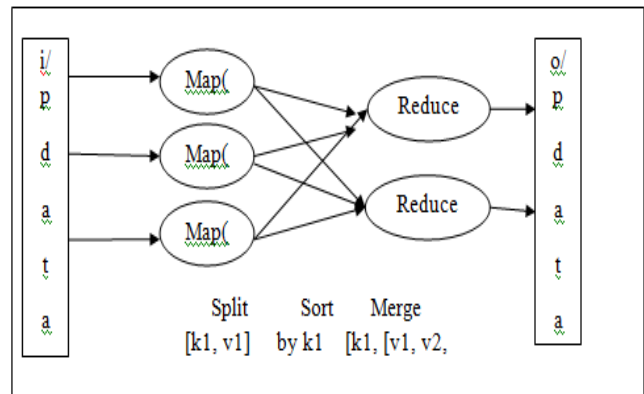 i/
p
d
a
t
a
Map(
Map(
Map(
Reduce
Reduce
o/
p
d
a
t
a
Split Sort Merge
[k1, v1] by k1 [k1, [v1, v2,